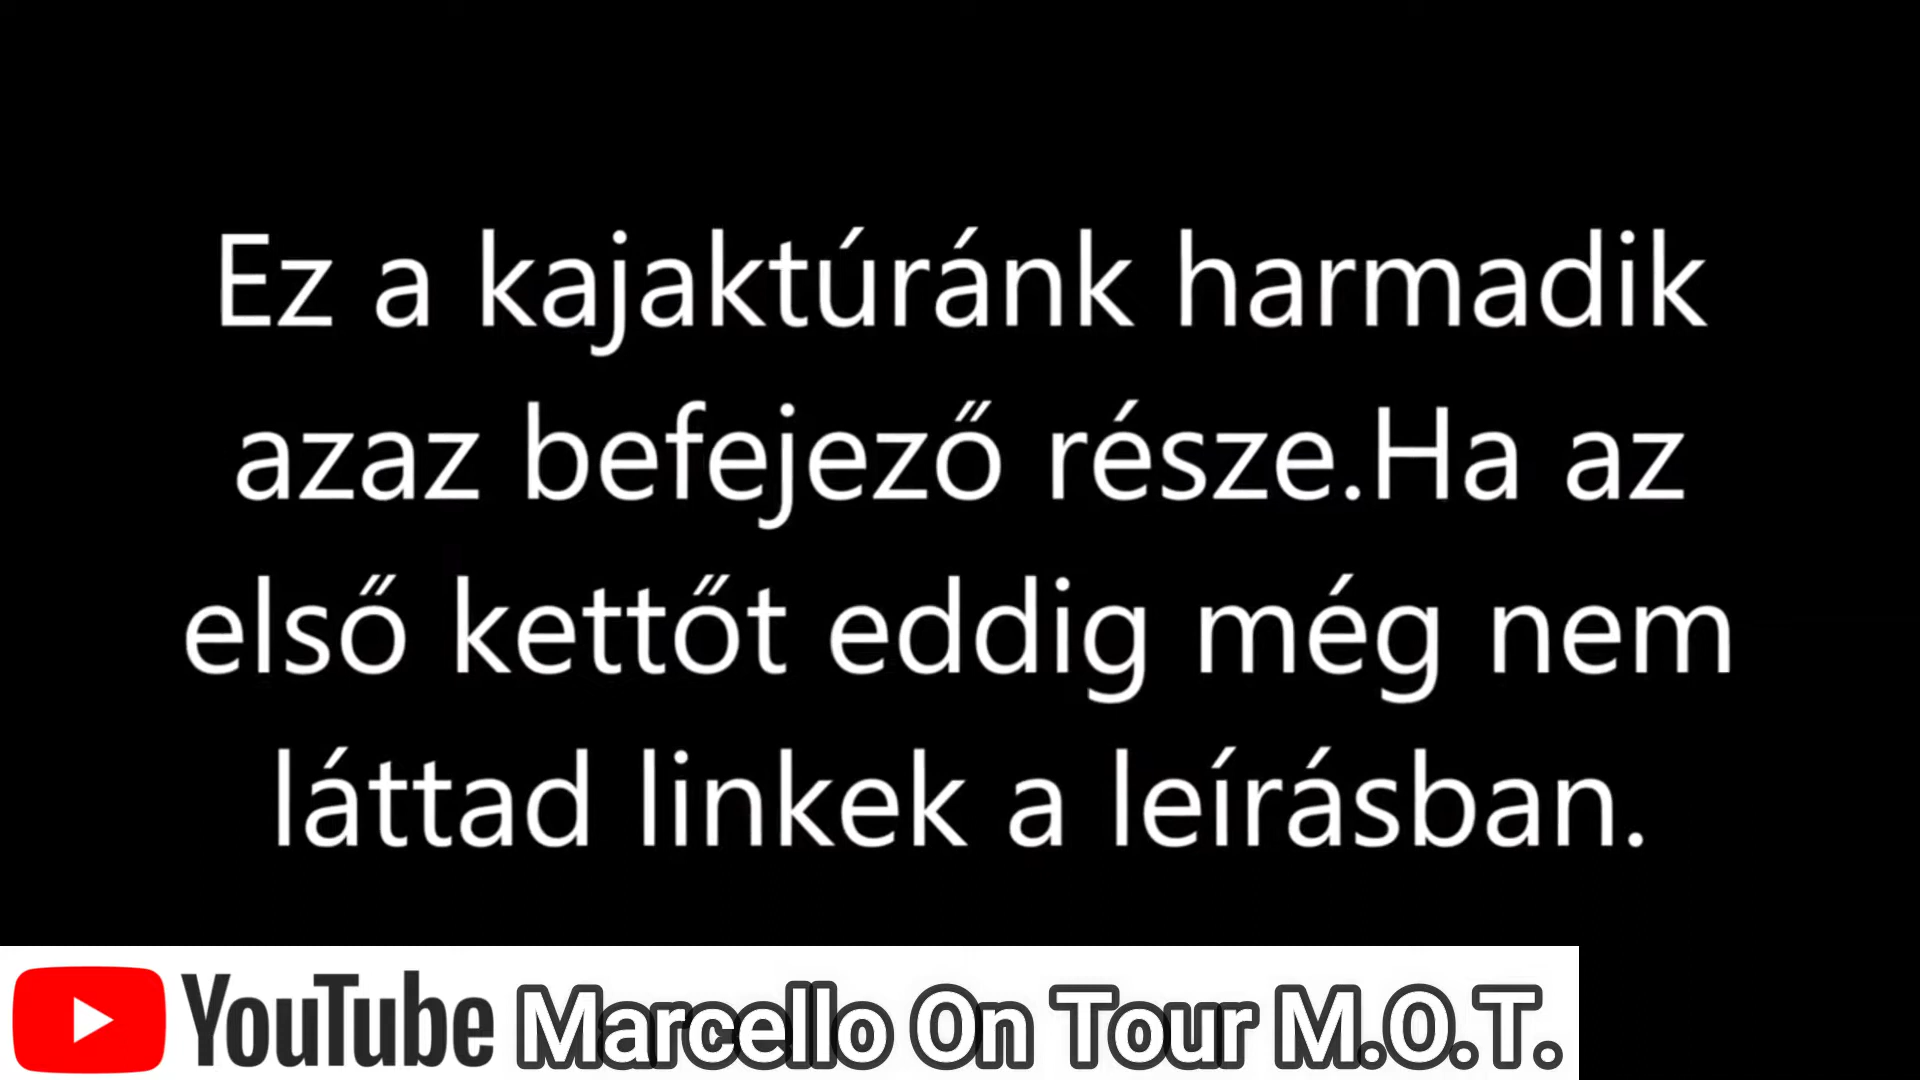 Ez a kajaktúránk harmadik
azaz befejező része.Ha az
első kettőt eddig még nem
láttad linkek a leírásban.
YouTube Marcello On Tour M.O.T.